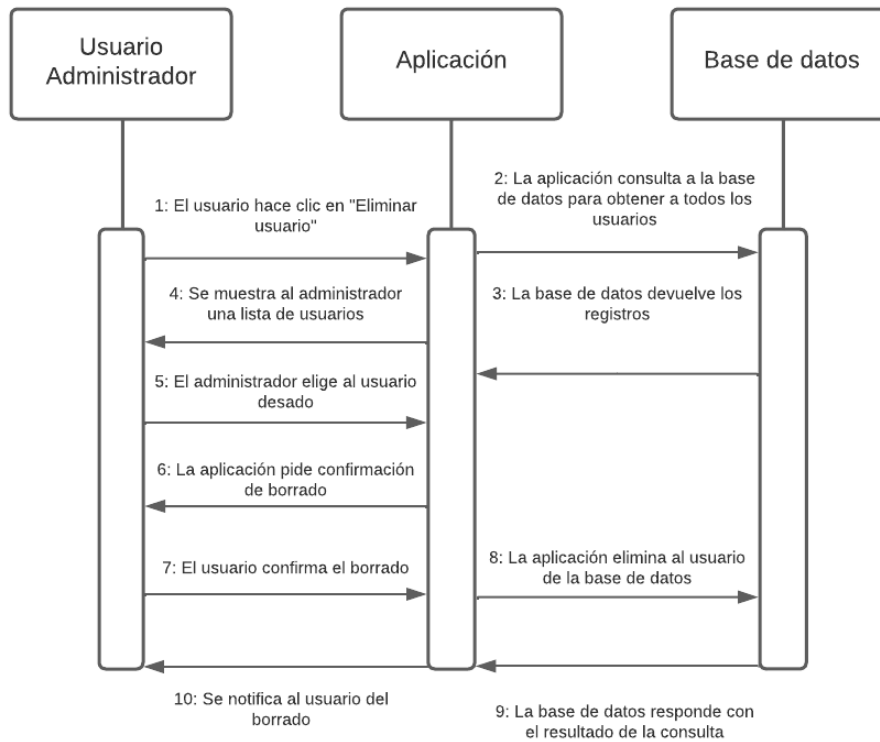 Usuario
Administrador
Aplicación
Base de datos
1: El usuario hace clic en "Eliminar
usuario"
2: La aplicación consulta a la base
de datos para obtener a todos los
usuarios
4: Se muestra al administrador
una lista de usuarios
3: La base de datos devuelve los
registros
5: El administrador elige al usuario
desado
6: La aplicación pide confirmación
de borrado
7: El usuario confirma el borrado
8: La aplicación elimina al usuario
de la base de datos
10: Se notifica al usuario del
borrado
9: La base de datos responde con
el resultado de la consulta